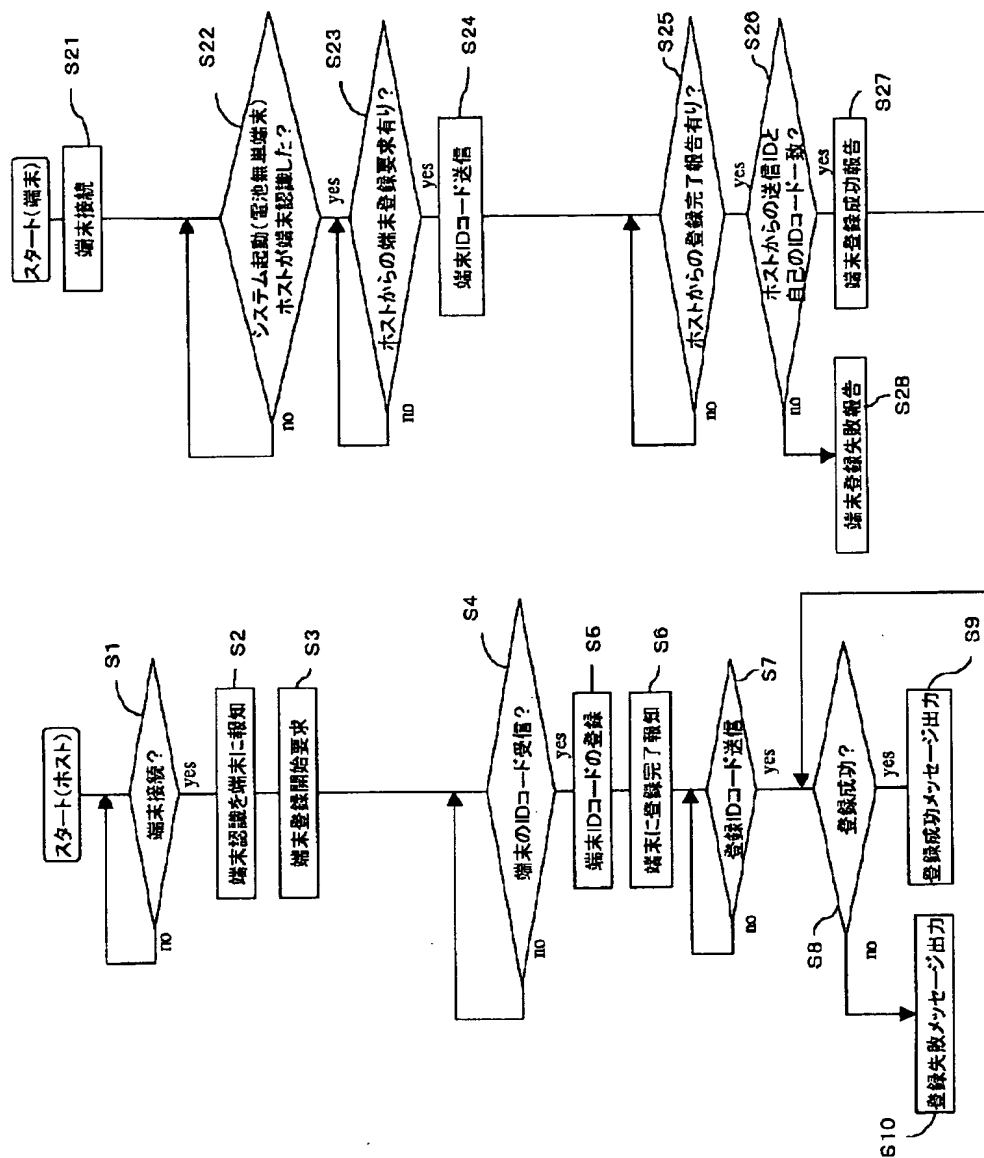 スタート(ホスト)
端末接続?
S1
no
yes
端末認識を端末に報知
S2
端末登録開始要求
S3
端末のIDコード受信?
S4
no
yes
端末IDコードの登録
S5
端末に登録完了報知
S6
登録IDコード送信
S7
no
yes
登録成功?
S8
no
yes
登録成功メッセージ出力
S9
登録失敗メッセージ出力
S10
スタート(端末)
端末接続
S21
システム起動(電池無単端末)
ホストが端末認識した?
S22
no
yes
ホストからの端末登録要求有り?
S23
no
yes
端末IDコード送信
S24
ホストからの登録完了報告有り?
S25
no
yes
ホストからの送信IDと
自己のIDコード一致?
S26
no
yes
端末登録成功報告
S27
端末登録失敗報告
S28